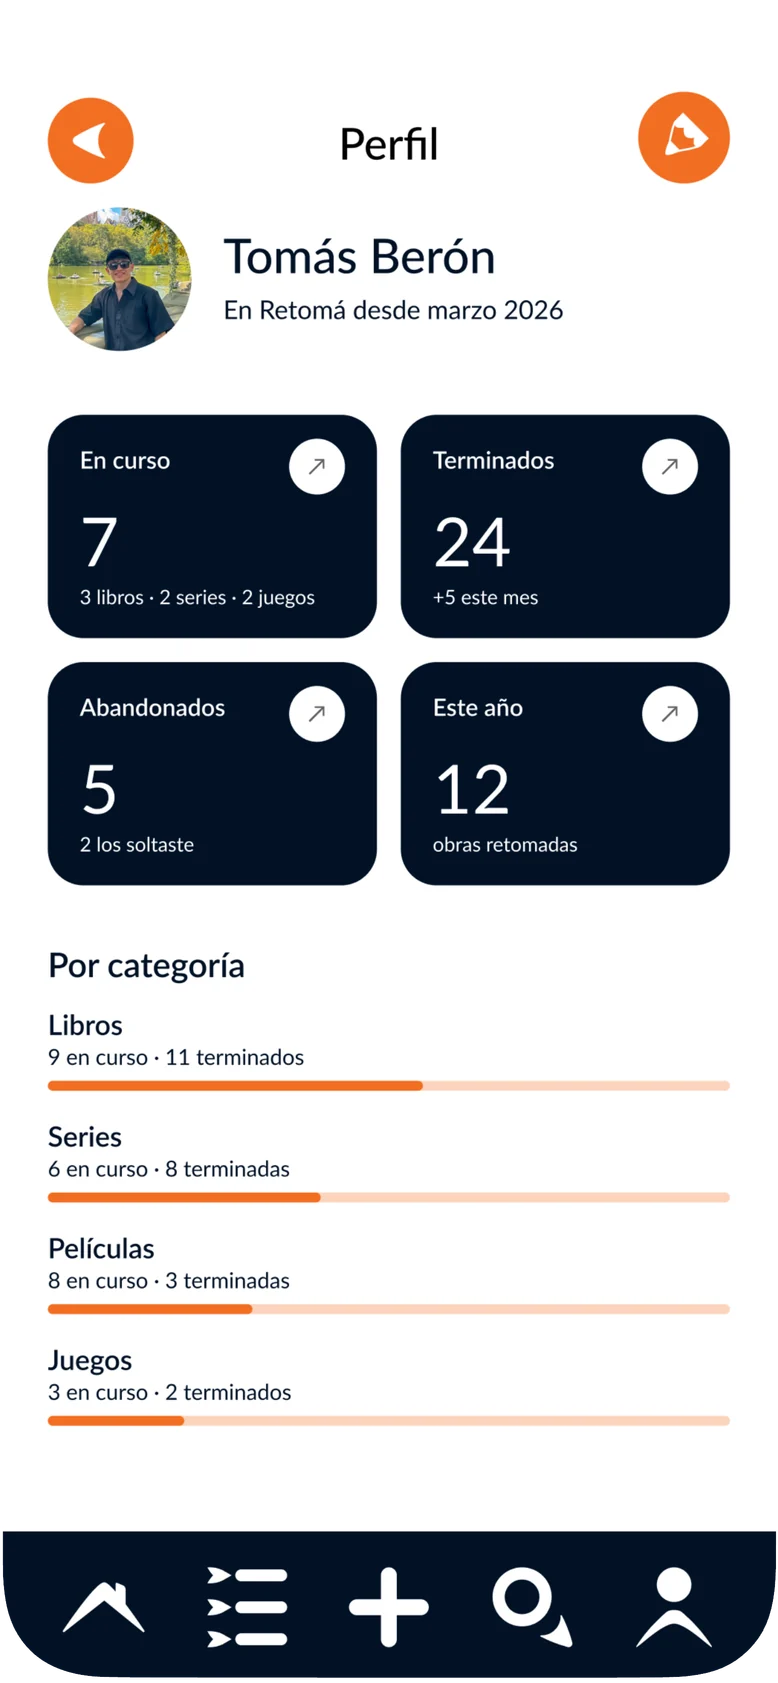 Perfil
Tomás Berón
En Retomá desde marzo 2026
En curso
7
3 libros · 2 series · 2 juegos
Terminados
24
+5 este mes
Abandonados
5
2 los soltaste
Este año
12
obras retomadas
Por categoría
Libros
9 en curso · 11 terminados
Series
6 en curso · 8 terminadas
Películas
8 en curso · 3 terminadas
Juegos
3 en curso · 2 terminados